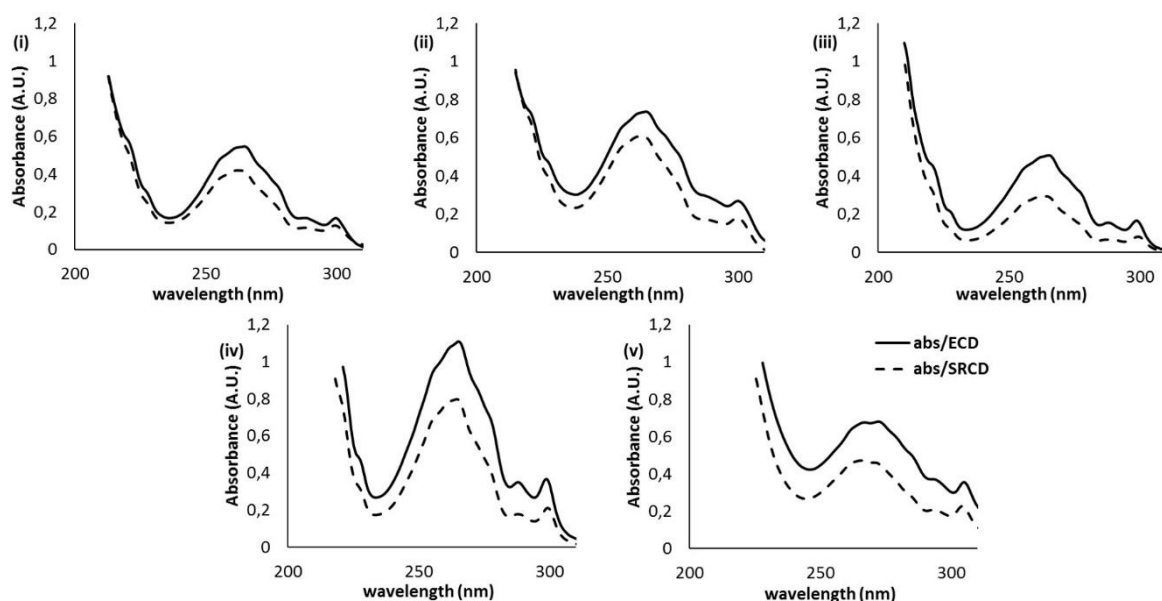 (i)
Absorbance (A.U.)
1,2
1
0,8
0,6
0,4
0,2
0
200
250
300
wavelength (nm)
(ii)
Absorbance (A.U.)
1,2
1
0,8
0,6
0,4
0,2
0
200
250
300
wavelength (nm)
(iii)
Absorbance (A.U.)
1,2
1
0,8
0,6
0,4
0,2
0
200
250
300
wavelength (nm)
(iv)
Absorbance (A.U.)
1,2
1
0,8
0,6
0,4
0,2
0
200
250
300
wavelength (nm)
(v)
Absorbance (A.U.)
1,2
1
0,8
0,6
0,4
0,2
0
200
250
300
wavelength (nm)
abs/ECD
abs/SRCD